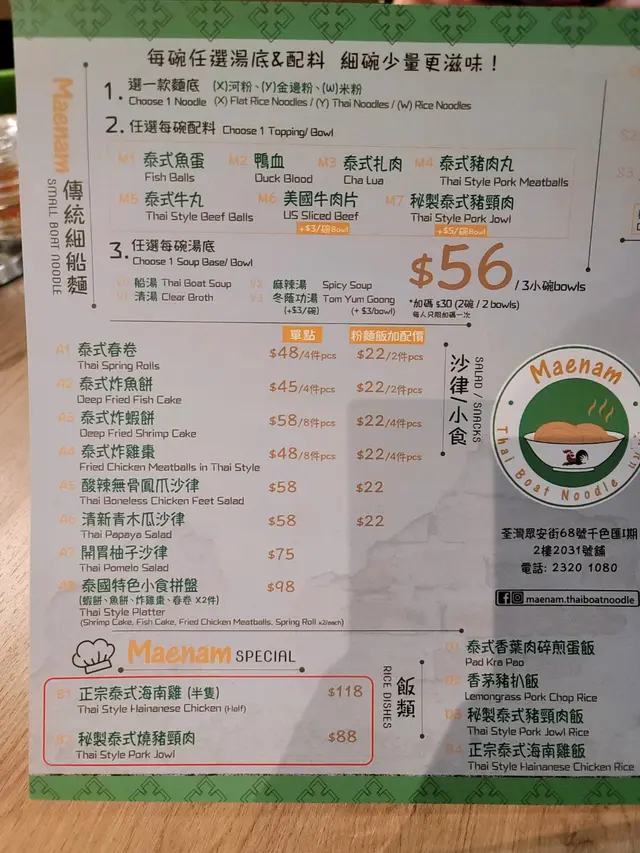 每碗任選湯底&配料 細碗少量更滋味！
Maenam
傳統細船麵
SMALL BOAT NOODLE
1. 選一款麵底 (X)河粉、(Y)金邊粉、(W)米粉
Choose 1 Noodle (X) Flat Rice Noodles / (Y) Thai Noodles / (W) Rice Noodles
2. 任選每碗配料 Choose 1 Topping/ Bowl
M1 泰式魚蛋 M2 鴨血 M3 泰式扎肉 M4 泰式豬肉丸
Fish Balls Duck Blood Cha Lua Thai Style Pork Meatballs
M5 泰式牛丸 M6 美國牛肉片 M7 秘製泰式豬頸肉
Thai Style Beef Balls US Sliced Beef Thai Style Pork Jowl
+$3/碗Bowl +$5/碗Bowl
3. 任選每碗湯底
Choose 1 Soup Base/ Bowl
$56 / 3小碗bowls
船湯 Thai Boat Soup 麻辣湯 Spicy Soup
清湯 Clear Broth 冬蔭功湯 Tom Yum Goong
(+$3/碗) (+ $3/bowl)
*加碼 $30 (2碗 / 2 bowls)
每人只限加碼一次
單點 粉麵飯加配價
A1 泰式春卷 $48/4件pcs $22/2件pcs
Thai Spring Rolls
A2 泰式炸魚餅 $45/4件pcs $22/2件pcs
Deep Fried Fish Cake
A3 泰式炸蝦餅 $58/8件pcs $22/4件pcs
Deep Fried Shrimp Cake
A4 泰式炸雞棗 $48/8件pcs $22/4件pcs
Fried Chicken Meatballs in Thai Style
A5 酸辣無骨鳳爪沙律 $58 $22
Thai Boneless Chicken Feet Salad
A6 清新青木瓜沙律 $58 $22
Thai Papaya Salad
A7 開胃柚子沙律 $75
Thai Pomelo Salad
A8 泰國特色小食拼盤 $98
(蝦餅、魚餅、炸雞棗、春卷 X2件)
Thai Style Platter
(Shrimp Cake, Fish Cake, Fried Chicken Meatballs, Spring Roll x2/each)
沙律/小食
SALAD / SNACKS
Maenam
Thai Boat Noodle
荃灣眾安街68號千色匯I期
2樓2031號舖
電話: 2320 1080
maenam.thaiboatnoodle
Maenam SPECIAL
B1 正宗泰式海南雞 (半隻) $118
Thai Style Hainanese Chicken (Half)
秘製泰式燒豬頸肉 $88
Thai Style Pork Jowl
飯類
RICE DISHES
D1 泰式香葉肉碎煎蛋飯
Pad Kra Pao
D2 香茅豬扒飯
Lemongrass Pork Chop Rice
D3 秘製泰式豬頸肉飯
Thai Style Pork Jowl Rice
D4 正宗泰式海南雞飯
Thai Style Hainanese Chicken Rice